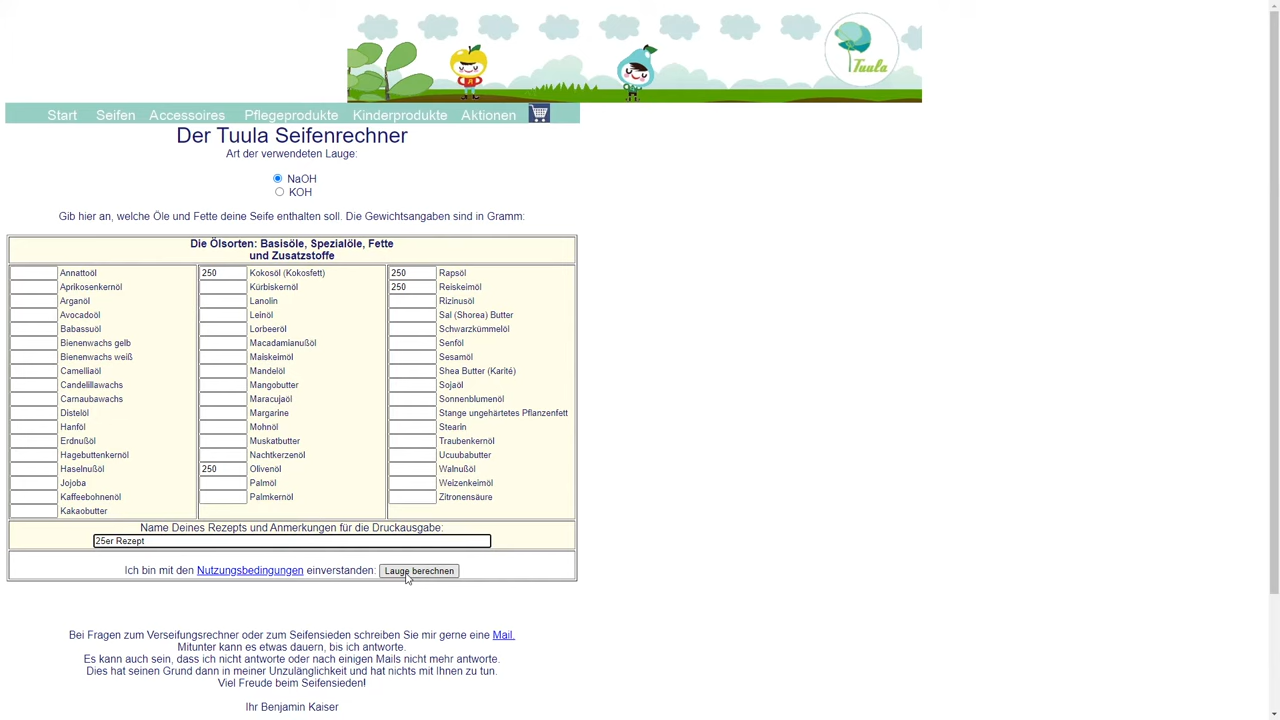 Tuula
Start Seifen Accessoires Pflegeprodukte Kinderprodukte Aktionen
Der Tuula Seifenrechner
Art der verwendeten Lauge:
NaOH
KOH
Gib hier an, welche Öle und Fette deine Seife enthalten soll. Die Gewichtsangaben sind in Gramm:
Die Ölsorten: Basisöle, Spezialöle, Fette
und Zusatzstoffe
Annattoöl
Aprikosenkernöl
Arganöl
Avocadoöl
Babassuöl
Bienenwachs gelb
Bienenwachs weiß
Camelliaöl
Candelillawachs
Carnaubawachs
Distelöl
Hanföl
Erdnußöl
Hagebuttenkernöl
Haselnußöl
Jojoba
Kaffeebohnenöl
Kakaobutter
250 Kokosöl (Kokosfett)
Kürbiskernöl
Lanolin
Leinöl
Lorbeeröl
Macadamianußöl
Maiskeimöl
Mandelöl
Mangobutter
Maracujaöl
Margarine
Mohnöl
Muskatbutter
Nachtkerzenöl
250 Olivenöl
Palmöl
Palmkernöl
250 Rapsöl
250 Reiskeimöl
Rizinusöl
Sal (Shorea) Butter
Schwarzkümmelöl
Senföl
Sesamöl
Shea Butter (Karité)
Sojaöl
Sonnenblumenöl
Stange ungehärtetes Pflanzenfett
Stearin
Traubenkernöl
Ucuubabutter
Walnußöl
Weizenkeimöl
Zitronensäure
Name Deines Rezepts und Anmerkungen für die Druckausgabe:
25er Rezept
Ich bin mit den Nutzungsbedingungen einverstanden: Lauge berechnen
Bei Fragen zum Verseifungsrechner oder zum Seifensieden schreiben Sie mir gerne eine Mail.
Mitunter kann es etwas dauern, bis ich antworte.
Es kann auch sein, dass ich nicht antworte oder nach einigen Mails nicht mehr antworte.
Dies hat seinen Grund dann in meiner Unzulänglichkeit und hat nichts mit Ihnen zu tun.
Viel Freude beim Seifensieden!
Ihr Benjamin Kaiser